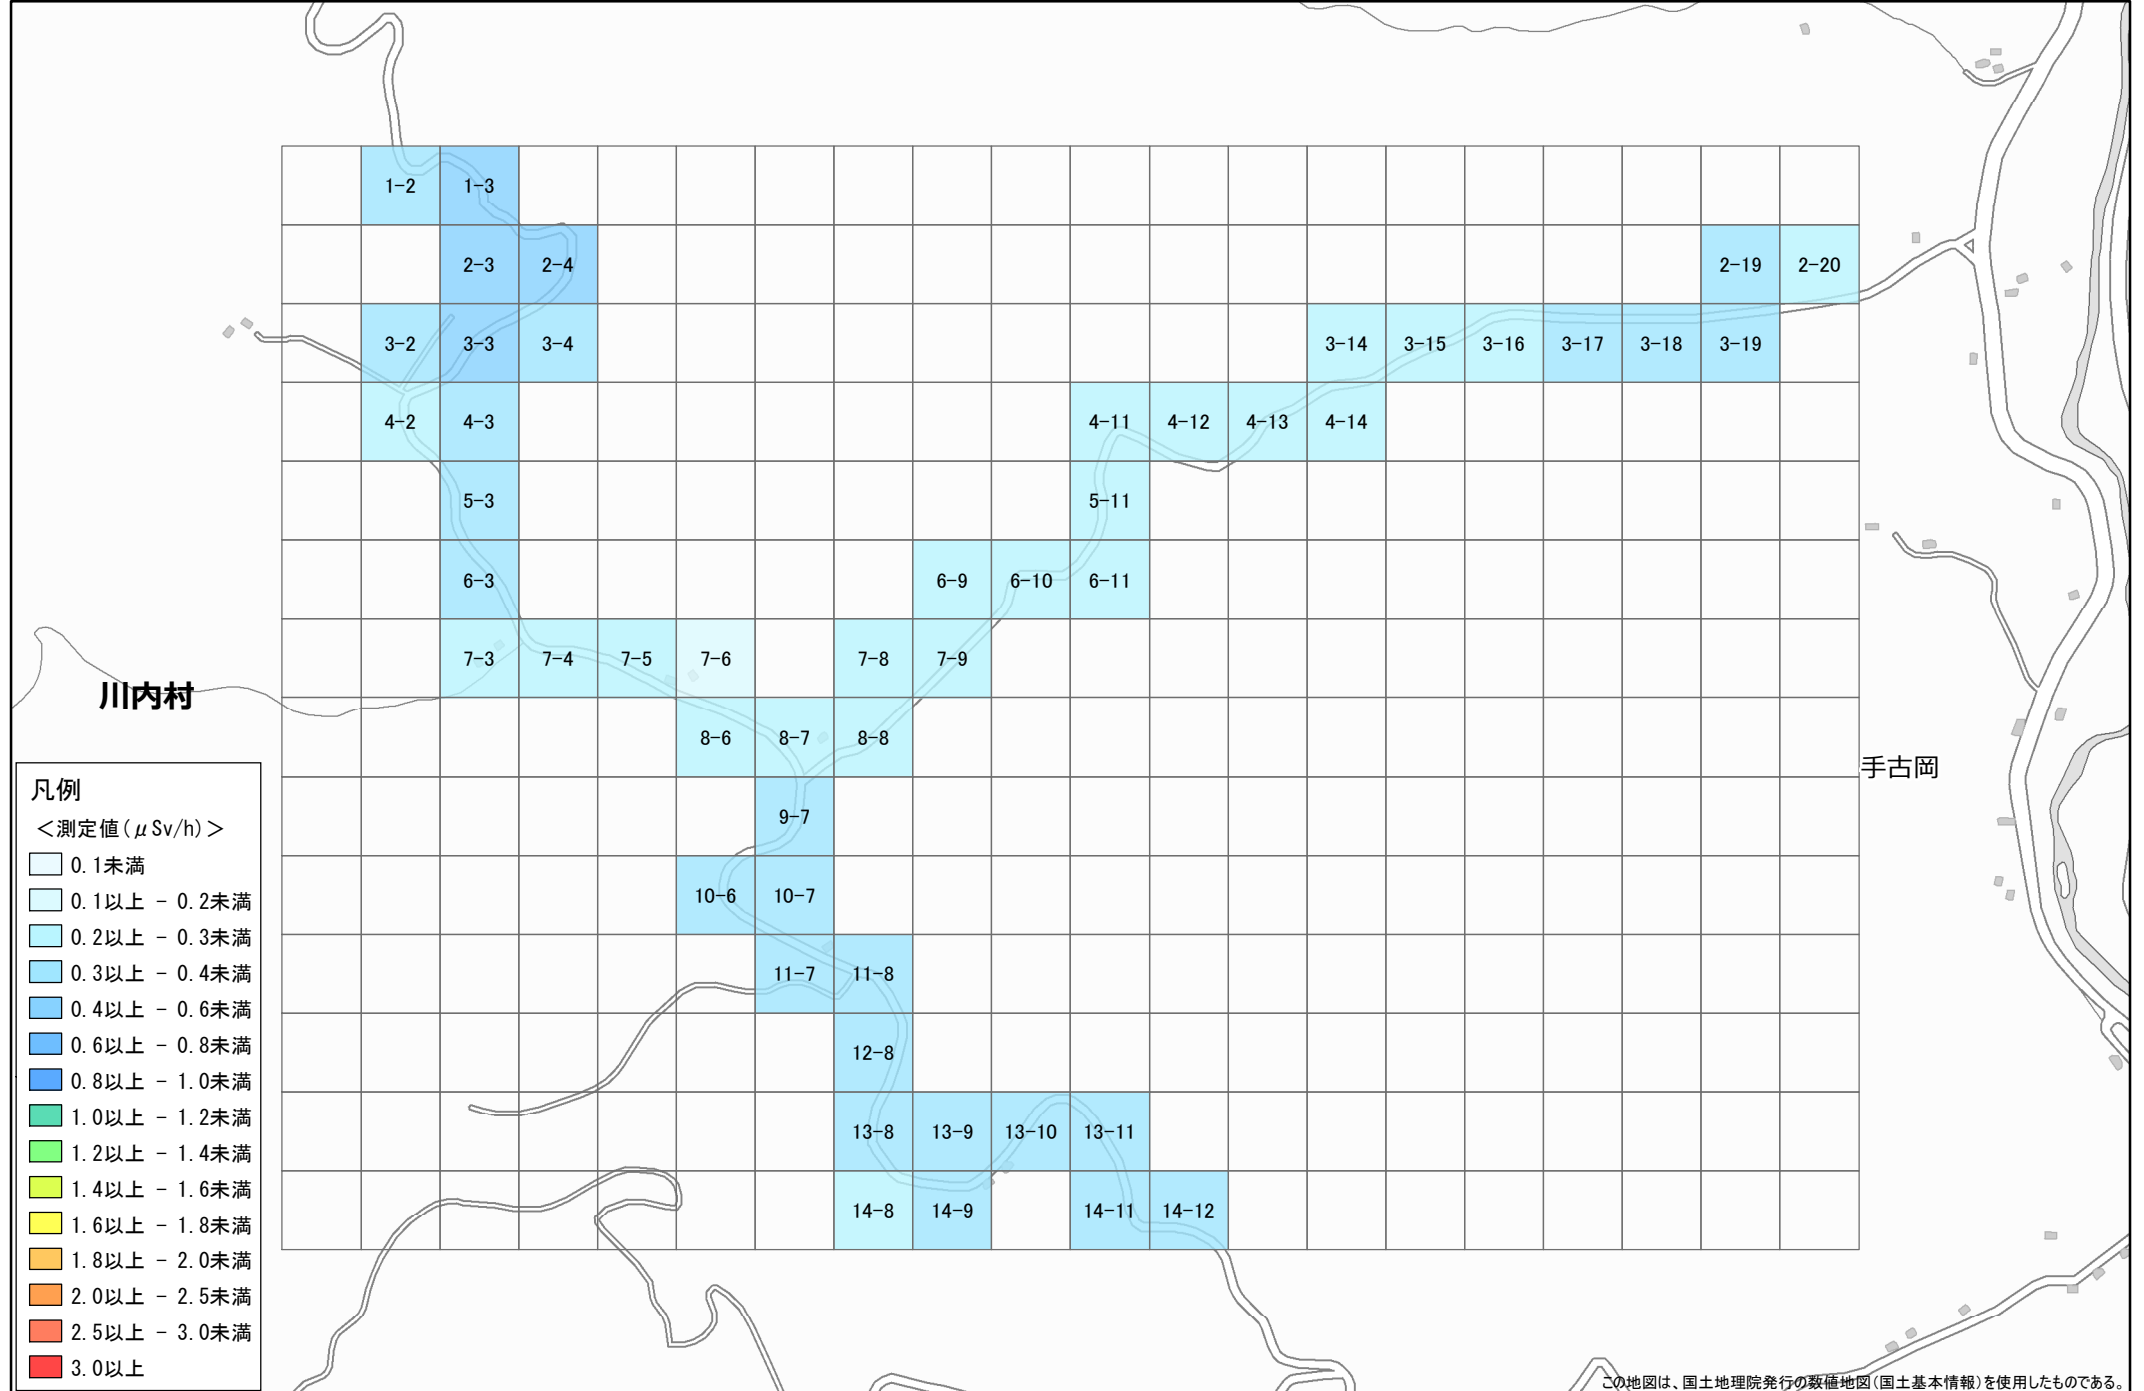 1-2 1-3
2-3 2-4 2-19 2-20
3-2 3-3 3-4 3-14 3-15 3-16 3-17 3-18 3-19
4-2 4-3 4-11 4-12 4-13 4-14
5-3 5-11
6-3 6-9 6-10 6-11
7-3 7-4 7-5 7-6 7-8 7-9
川内村
8-6 8-7 8-8
手古岡
9-7
10-6 10-7
11-7 11-8
12-8
13-8 13-9 13-10 13-11
14-8 14-9 14-11 14-12
凡例
＜測定値(μSv/h)＞
0.1未満
0.1以上 - 0.2未満
0.2以上 - 0.3未満
0.3以上 - 0.4未満
0.4以上 - 0.6未満
0.6以上 - 0.8未満
0.8以上 - 1.0未満
1.0以上 - 1.2未満
1.2以上 - 1.4未満
1.4以上 - 1.6未満
1.6以上 - 1.8未満
1.8以上 - 2.0未満
2.0以上 - 2.5未満
2.5以上 - 3.0未満
3.0以上
この地図は、国土地理院発行の数値地図(国土基本情報)を使用したものである。